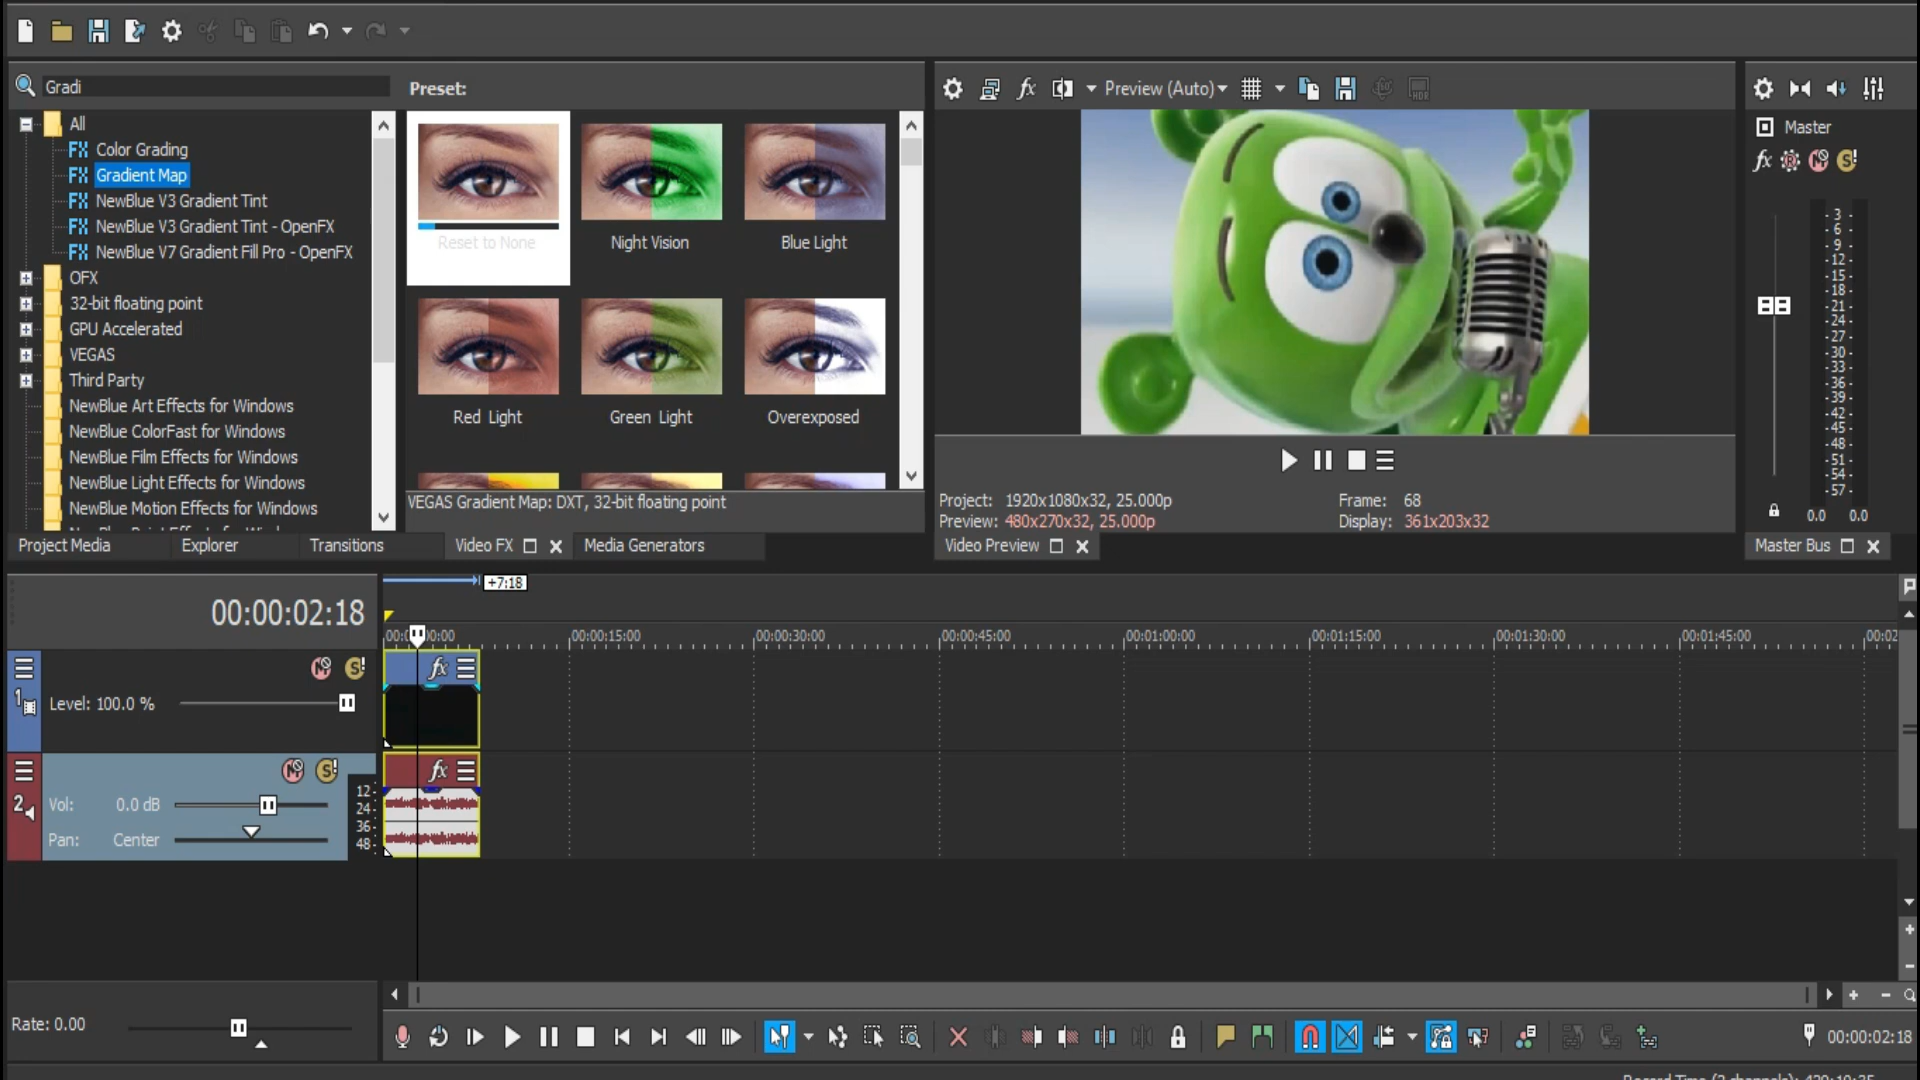 Gradi
Preset:
Preview (Auto)
All
Color Grading
Gradient Map
NewBlue V3 Gradient Tint
NewBlue V3 Gradient Tint - OpenFX
NewBlue V7 Gradient Fill Pro - OpenFX
OFX
32-bit floating point
GPU Accelerated
VEGAS
Third Party
NewBlue Art Effects for Windows
NewBlue ColorFast for Windows
NewBlue Film Effects for Windows
NewBlue Light Effects for Windows
NewBlue Motion Effects for Windows
Reset to None
Night Vision
Blue Light
Red Light
Green Light
Overexposed
VEGAS Gradient Map: DXT, 32-bit floating point
Project: 1920x1080x32, 25.000p
Preview: 480x270x32, 25.000p
Frame: 68
Display: 361x203x32
Master
- 3 -
- 6 -
- 9 -
-12 -
-15 -
-18 -
-21 -
-24 -
-27 -
-30 -
-33 -
-36 -
-39 -
-42 -
-45 -
-48 -
-51 -
-54 -
-57 -
0.0 0.0
Project Media
Explorer
Transitions
Video FX
Media Generators
Video Preview
Master Bus
+7:18
00:00:02:18
00:00:15:00
00:00:30:00
00:00:45:00
00:01:00:00
00:01:15:00
00:01:30:00
00:01:45:00
1
Level: 100.0 %
fx
2
Vol: 0.0 dB
Pan: Center
12
24
36
48
fx
Rate: 0.00
00:00:02:18